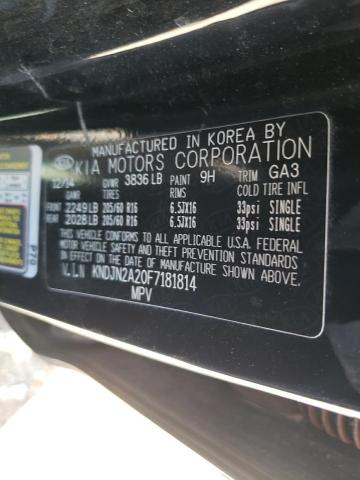 MANUFACTURED IN KOREA BY
KIA KIA MOTORS CORPORATION
12/14 GVWR 3836 LB PAINT 9H TRIM GA3
GAWR TIRES RIMS COLD TIRE INFL
FRONT 2249 LB 205/60 R16 6.5JX16 33psi SINGLE
REAR 2028 LB 205/60 R16 6.5JX16 33psi SINGLE
THIS VEHICLE CONFORMS TO ALL APPLICABLE U.S.A. FEDERAL
MOTOR VEHICLE SAFETY, BUMPER, AND
THEFT PREVENTION STANDARDS IN EFFECT ON THE
DATE OF MANUFACTURE SHOWN ABOVE.
V.I.N KNDJN2A20F7181814
MPV
P70